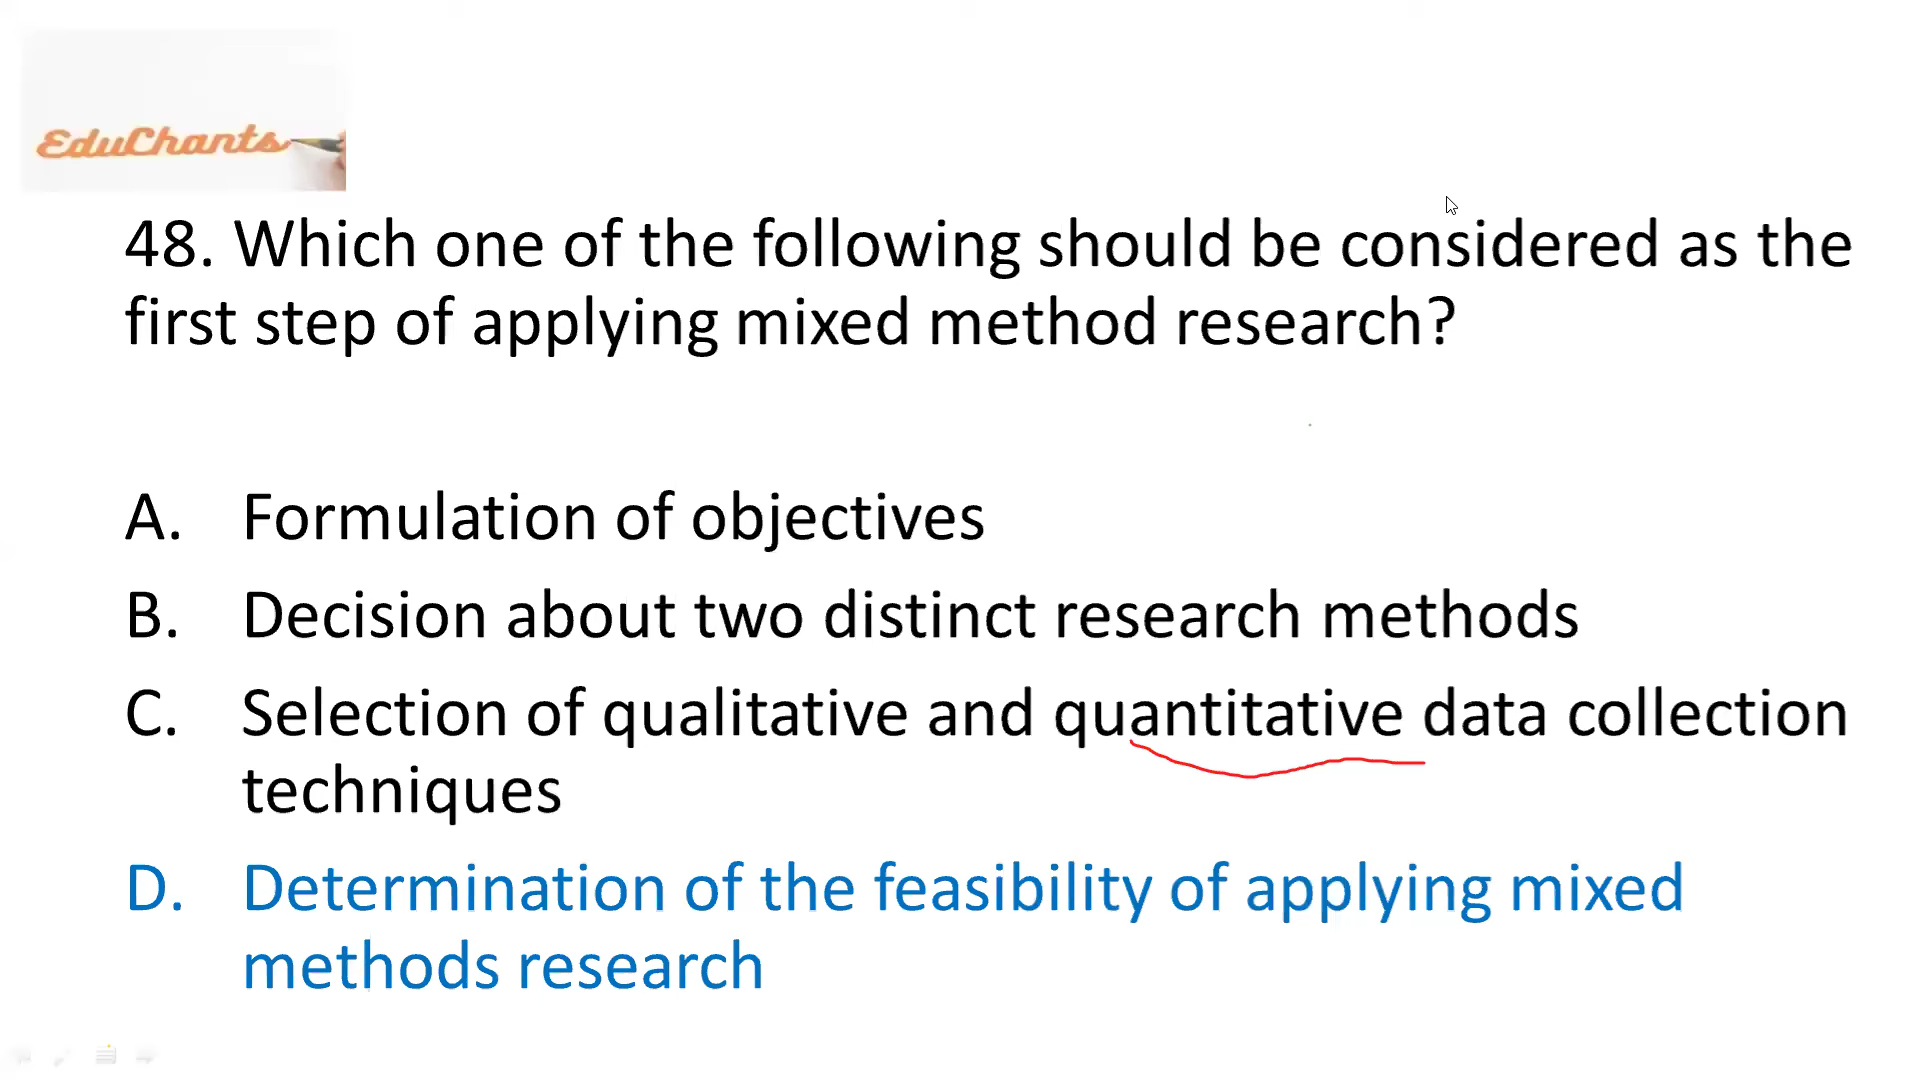 EduChants
48. Which one of the following should be considered as the
first step of applying mixed method research?
A. Formulation of objectives
B. Decision about two distinct research methods
C. Selection of qualitative and quantitative data collection
techniques
D. Determination of the feasibility of applying mixed
methods research